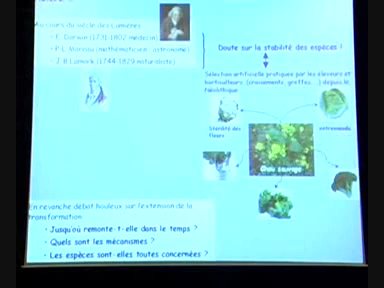 Au cours du siècle des Lumières
- E. Darwin (1731-1802 médecin)
- P.L. Moreau (mathématicien, astronome)
- J. B Lamark (1744-1829 naturaliste)
Doute sur la stabilité des espèces !
Sélection artificielle pratiquée par les éleveurs et
horticulteurs (croisements, greffes,...) depuis le
néolithique
Stérilité des
fleurs
Chou sauvage
En revanche débat houleux sur l'extension de la
transformation
• Jusqu'où remonte-t-elle dans le temps ?
• Quels sont les mécanismes ?
• Les espèces sont-elles toutes concernées ?